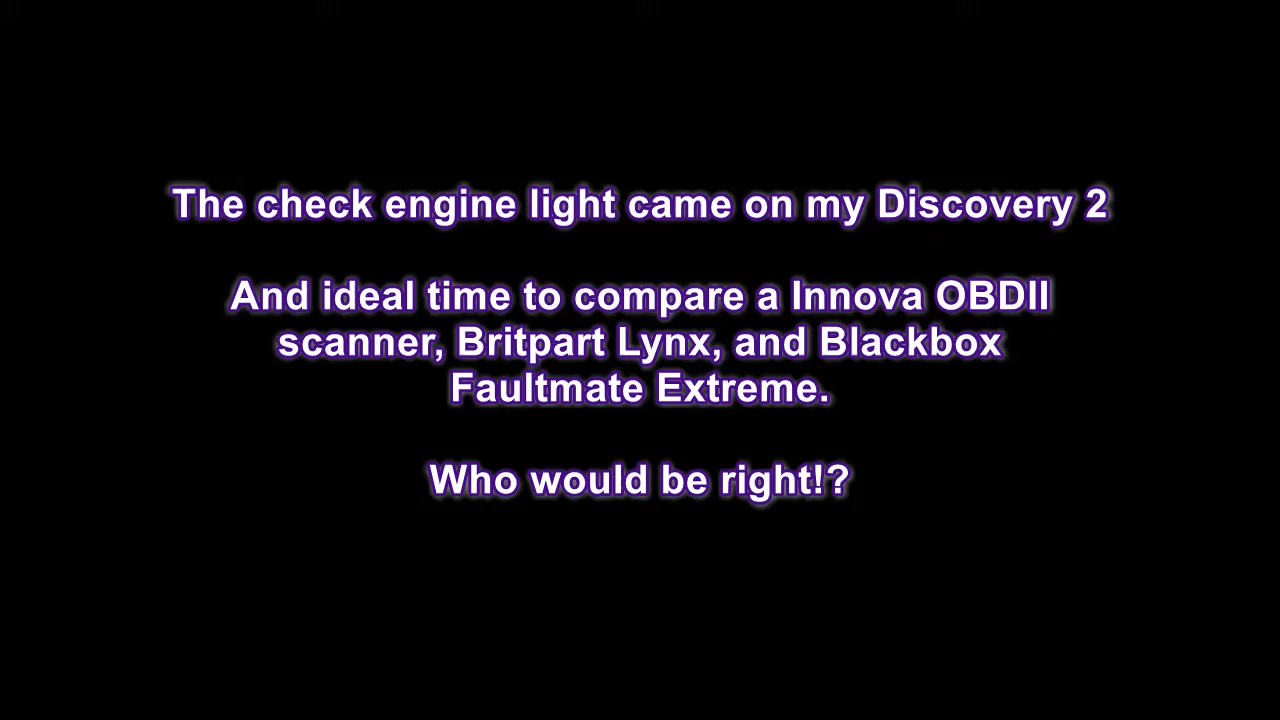 The check engine light came on my Discovery 2
And ideal time to compare a Innova OBDII
scanner, Britpart Lynx, and Blackbox
Faultmate Extreme.
Who would be right!?